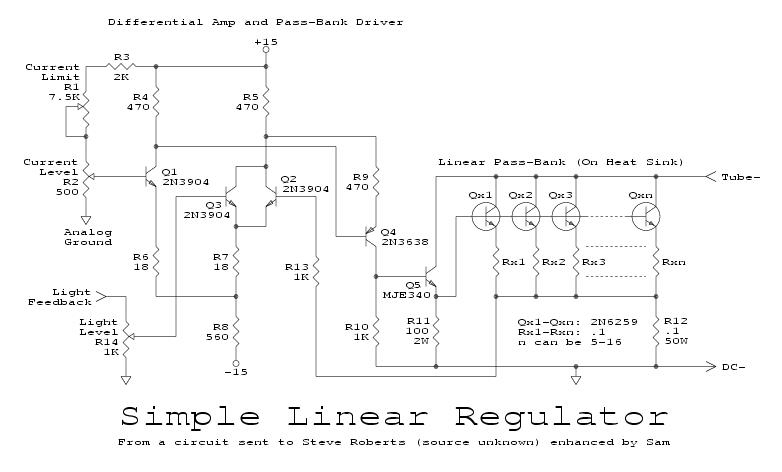 Differential Amp and Pass-Bank Driver
+15
R3
2K
Current
Limit
R1
7.5K
R4
470
R5
470
Linear Pass-Bank (On Heat Sink)
Current
Level
R2
500
Q1
2N3904
Q3
2N3904
Q2
2N3904
R9
470
Qx1
Qx2
Qx3
Qxn
Tube-
Analog
Ground
Q4
2N3638
R6
18
R7
18
R13
1K
Rx1
Rx2
Rx3
Rxn
Q5
MJE340
Light
Feedback
Light
Level
R14
1K
R8
560
R10
1K
R11
100
2W
Qx1-Qxn: 2N6259
Rx1-Rxn: .1
n can be 5-16
R12
.1
50W
-15
DC-
Simple Linear Regulator
From a circuit sent to Steve Roberts (source unknown) enhanced by Sam